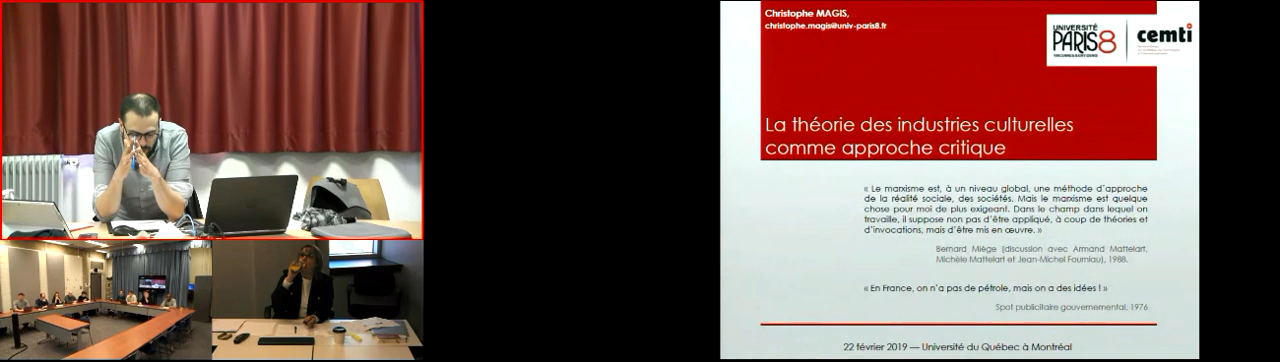 Christophe MAGIS,
christophe.magis@univ-paris8.fr
UNIVERSITÉ
PARIS8
VINCENNES-SAINT-DENIS
cemti
La théorie des industries culturelles
comme approche critique
« Le marxisme est, à un niveau global, une méthode d'approche
de la réalité sociale, des sociétés. Mais le marxisme est quelque
chose pour moi de plus exigeant. Dans le champ dans lequel on
travaille, il suppose non pas d'être appliqué, à coup de théories et
d'invocations, mais d'être mis en œuvre. »
Bernard Miège (discussion avec Armand Mattelart,
Michèle Mattelart et Jean-Michel Fourniau), 1988.
« En France, on n'a pas de pétrole, mais on a des idées ! »
Spot publicitaire gouvernemental, 1976
22 février 2019 — Université du Québec à Montréal